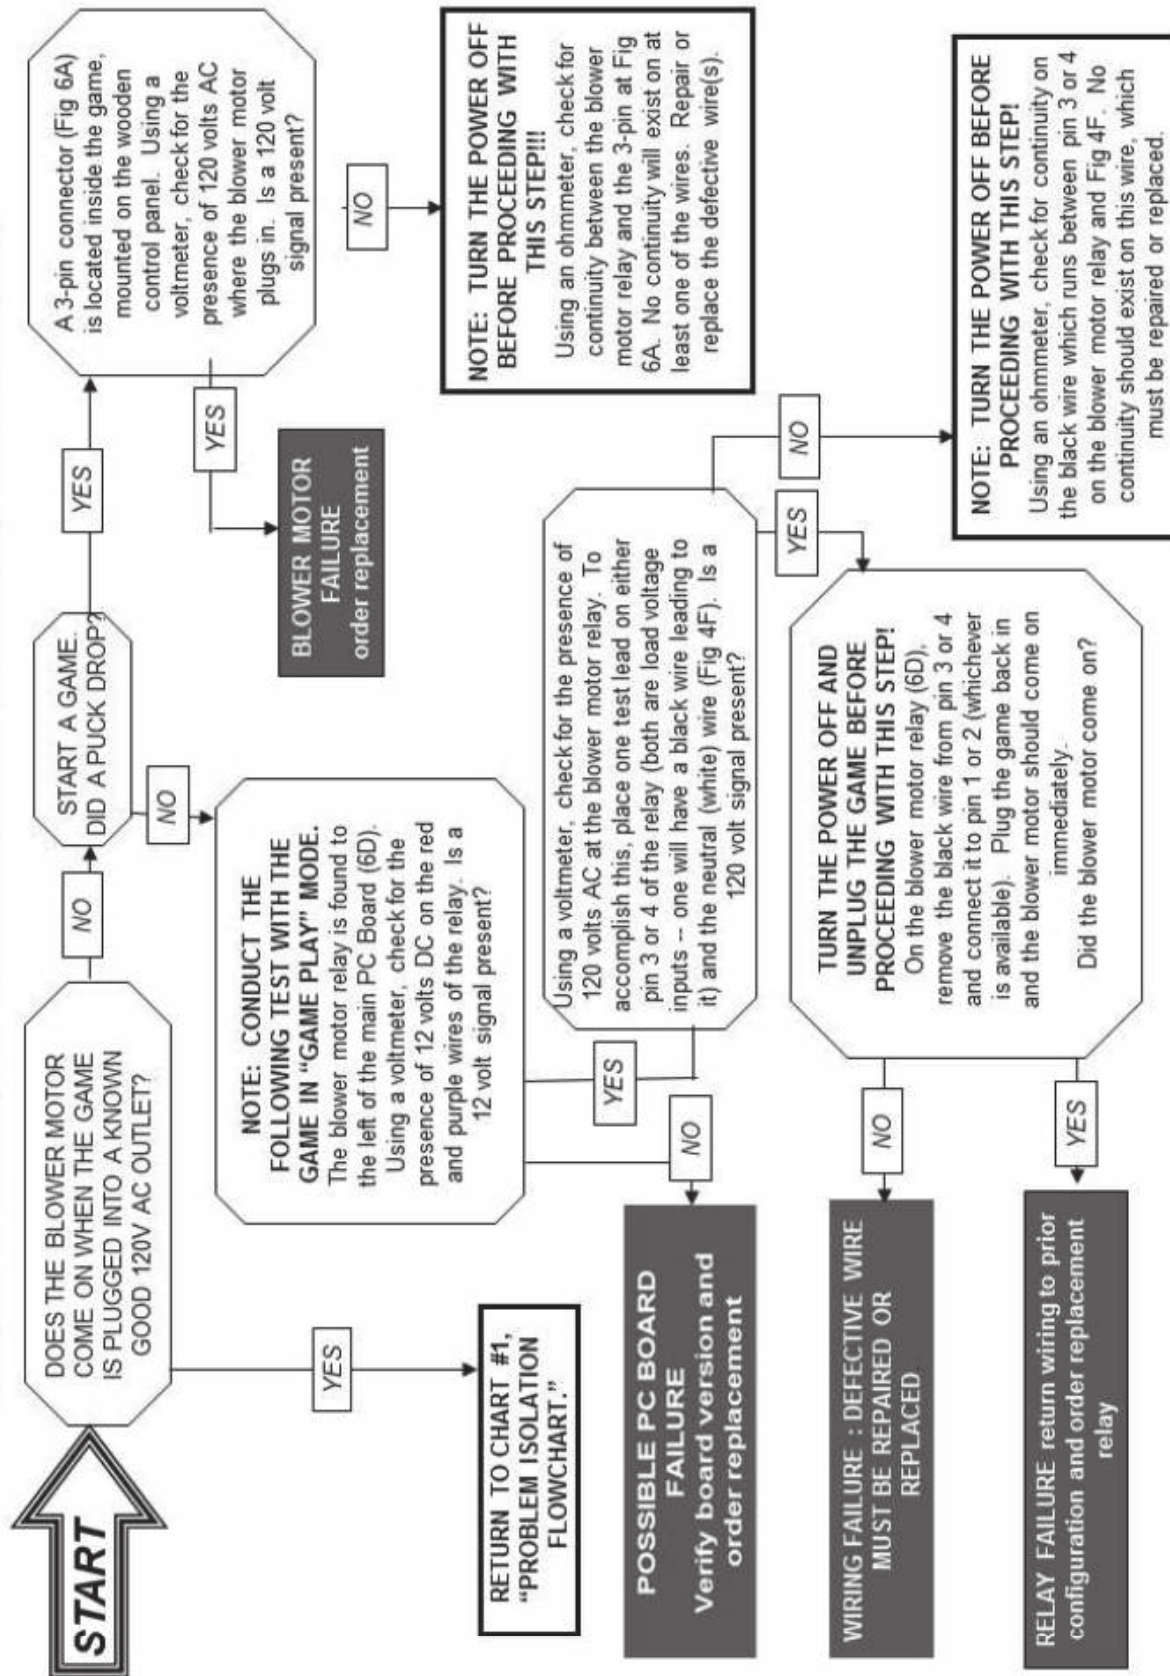 START
DOES THE BLOWER MOTOR
COME ON WHEN THE GAME
IS PLUGGED INTO A KNOWN
GOOD 120V AC OUTLET?
NO
YES
RETURN TO CHART #1,
“PROBLEM ISOLATION
FLOWCHART.”
START A GAME.
DID A PUCK DROP?
YES
NO
A 3-pin connector (Fig 6A)
is located inside the game,
mounted on the wooden
control panel. Using a
voltmeter, check for the
presence of 120 volts AC
where the blower motor
plugs in. Is a 120 volt
signal present?
YES
NO
BLOWER MOTOR
FAILURE
order replacement
NOTE: TURN THE POWER OFF
BEFORE PROCEEDING WITH
THIS STEP!!!
Using an ohmmeter, check for
continuity between the blower
motor relay and the 3-pin at Fig
6A. No continuity will exist on at
least one of the wires. Repair or
replace the defective wire(s).
NOTE: CONDUCT THE
FOLLOWING TEST WITH THE
GAME IN “GAME PLAY” MODE.
The blower motor relay is found to
the left of the main PC Board (6D).
Using a voltmeter, check for the
presence of 12 volts DC on the red
and purple wires of the relay. Is a
12 volt signal present?
YES
NO
POSSIBLE PC BOARD
FAILURE
Verify board version and
order replacement
Using a voltmeter, check for the presence of
120 volts AC at the blower motor relay. To
accomplish this, place one test lead on either
pin 3 or 4 of the relay (both are load voltage
inputs -- one will have a black wire leading to
it) and the neutral (white) wire (Fig 4F). Is a
120 volt signal present?
YES
NO
NOTE: TURN THE POWER OFF BEFORE
PROCEEDING WITH THIS STEP!
Using an ohmmeter, check for continuity on
the black wire which runs between pin 3 or 4
on the blower motor relay and Fig 4F. No
continuity should exist on this wire, which
must be repaired or replaced.
TURN THE POWER OFF AND
UNPLUG THE GAME BEFORE
PROCEEDING WITH THIS STEP!
On the blower motor relay (6D),
remove the black wire from pin 3 or 4
and connect it to pin 1 or 2 (whichever
is available). Plug the game back in
and the blower motor should come on
immediately.
Did the blower motor come on?
NO
YES
WIRING FAILURE : DEFECTIVE WIRE
MUST BE REPAIRED OR
REPLACED.
RELAY FAILURE return wiring to prior
configuration and order replacement
relay